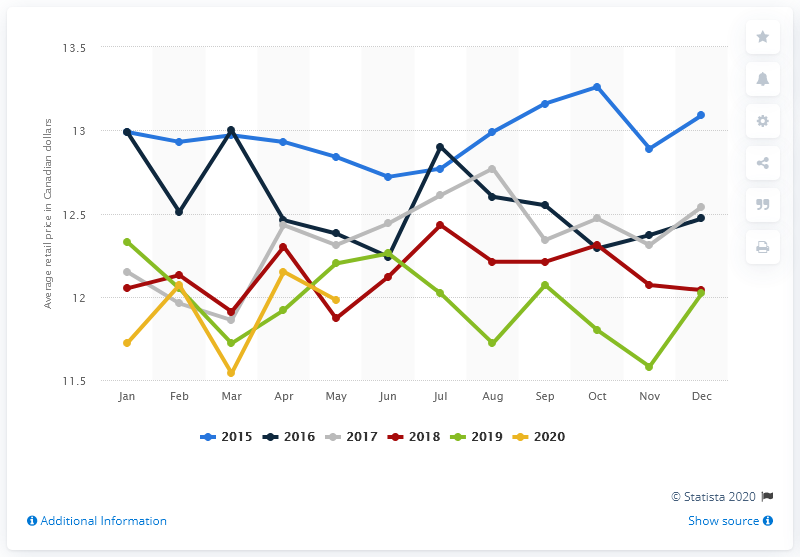 13.5
13
12.5
12
11.5
Average retail price in Canadian dollars
Jan Feb Mar Apr May Jun Jul Aug Sep Oct Nov Dec
2015 2016 2017 2018 2019 2020
© Statista 2020
Additional Information
Show source